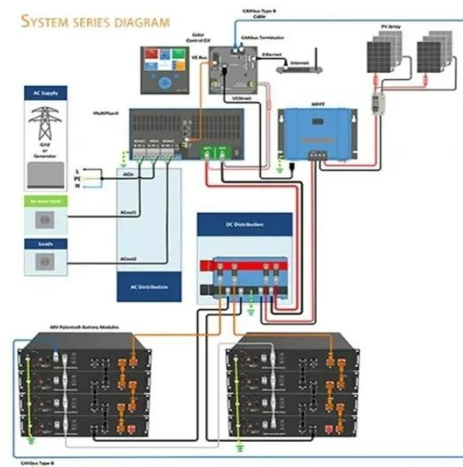 SYSTEM SERIES DIAGRAM
CANbus Type B
Cable
Color
Control GX
CANbus Terminator
VE Bus
Ethernet
Internet
PV Array
AC Supply
Grid
or
Generator
MultiPlus-II
VEDirect
MPPT
L
PE
N
ACin
ACout1
Loads
ACout2
AC Distribution
DC Distribution
48V Pylontech Battery Modules
CANbus Type B